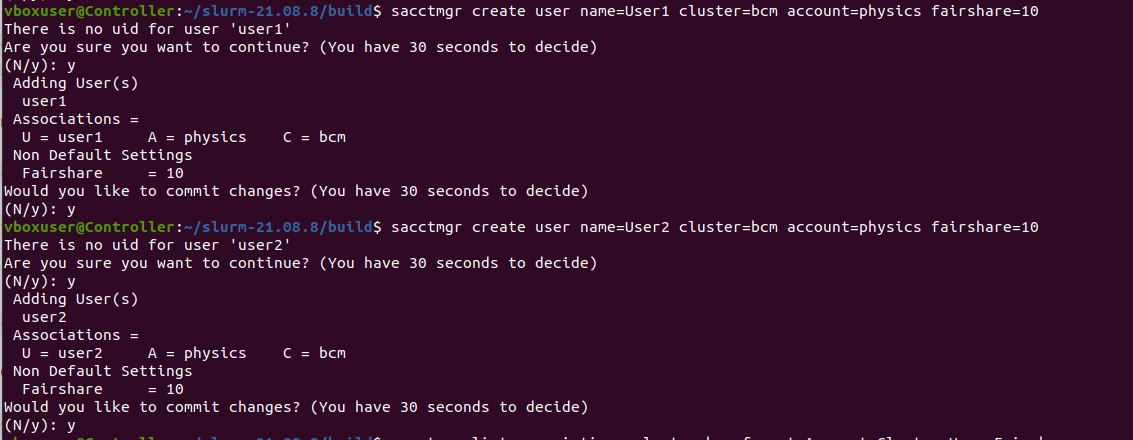 vboxuser@Controller:~/slurm-21.08.8/build$ sacctmgr create user name=User1 cluster=bcm account=physics fairshare=10
There is no uid for user 'user1'
Are you sure you want to continue? (You have 30 seconds to decide)
(N/y): y
 Adding User(s)
  user1
 Associations =
  U = user1     A = physics    C = bcm
 Non Default Settings
  Fairshare     = 10
Would you like to commit changes? (You have 30 seconds to decide)
(N/y): y
vboxuser@Controller:~/slurm-21.08.8/build$ sacctmgr create user name=User2 cluster=bcm account=physics fairshare=10
There is no uid for user 'user2'
Are you sure you want to continue? (You have 30 seconds to decide)
(N/y): y
 Adding User(s)
  user2
 Associations =
  U = user2     A = physics    C = bcm
 Non Default Settings
  Fairshare     = 10
Would you like to commit changes? (You have 30 seconds to decide)
(N/y): y